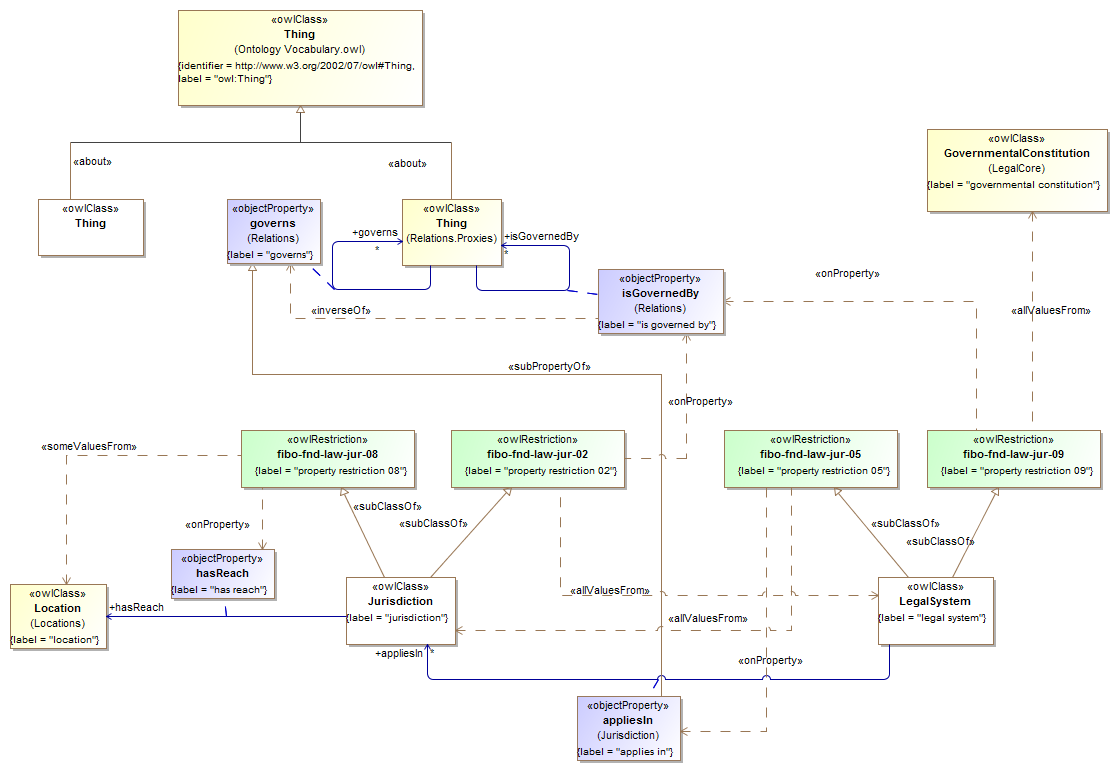 «owlClass»
Thing
(Ontology Vocabulary.owl)
{identifier = http://www.w3.org/2002/07/owl#Thing,
label = "owl:Thing"}
«about»
«about»
«owlClass»
GovernmentalConstitution
(LegalCore)
{label = "governmental constitution"}
«owlClass»
Thing
«objectProperty»
governs
(Relations)
{label = "governs"}
+governs
*
«owlClass»
Thing
(Relations.Proxies)
+isGovernedBy
*
«objectProperty»
isGovernedBy
(Relations)
{label = "is governed by"}
«onProperty»
«inverseOf»
«allValuesFrom»
«subPropertyOf»
«onProperty»
«someValuesFrom»
«owlRestriction»
fibo-fnd-law-jur-08
{label = "property restriction 08"}
«owlRestriction»
fibo-fnd-law-jur-02
{label = "property restriction 02"}
«owlRestriction»
fibo-fnd-law-jur-05
{label = "property restriction 05"}
«owlRestriction»
fibo-fnd-law-jur-09
{label = "property restriction 09"}
«subClassOf»
«onProperty»
«subClassOf»
«subClassOf»
«subClassOf»
«objectProperty»
hasReach
{label = "has reach"}
«owlClass»
Location
(Locations)
{label = "location"}
+hasReach
«owlClass»
Jurisdiction
{label = "jurisdiction"}
«allValuesFrom»
«allValuesFrom»
«owlClass»
LegalSystem
{label = "legal system"}
+appliesIn
*
«onProperty»
«objectProperty»
appliesIn
(Jurisdiction)
{label = "applies in"}